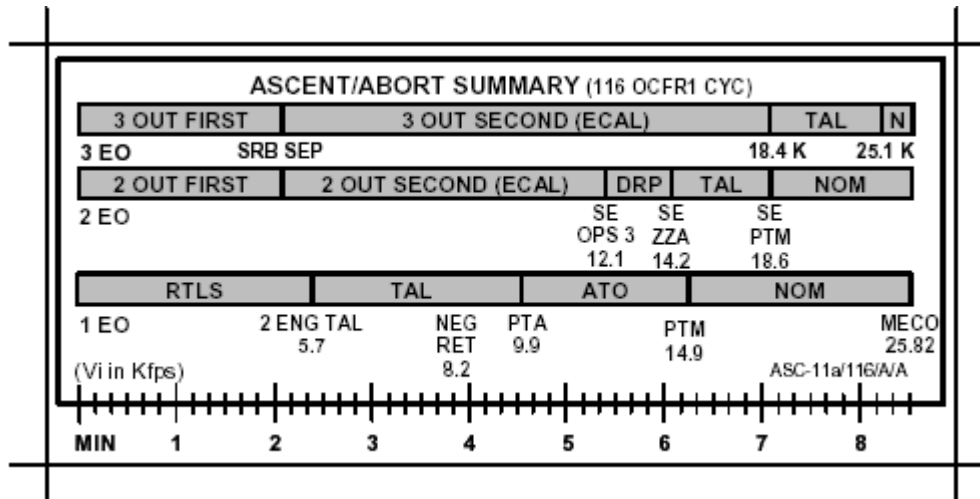 ASCENT/ABORT SUMMARY (116 OCFR1 CYC)
3 OUT FIRST 3 OUT SECOND (ECAL) TAL N
3 EO SRB SEP 18.4 K 25.1 K
2 OUT FIRST 2 OUT SECOND (ECAL) DRP TAL NOM
2 EO SE SE SE
OPS 3 ZZA PTM
12.1 14.2 18.6
RTLS TAL ATO NOM
1 EO 2 ENG TAL NEG PTA PTM MECO
5.7 RET 9.9 14.9 25.82
(Vi in Kfps) 8.2 ASC-11a/116/A/A
MIN 1 2 3 4 5 6 7 8